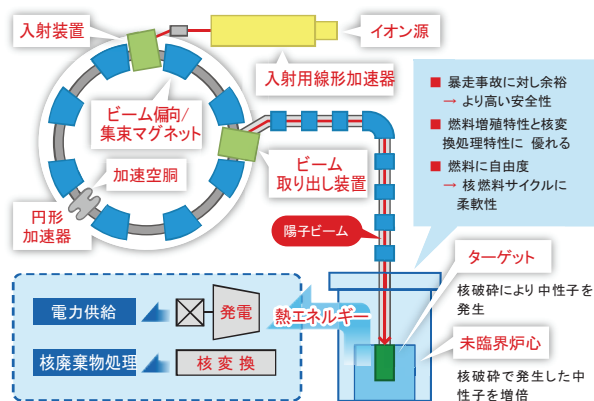 入射装置
イオン源
入射用線形加速器
ビーム偏向/
集束マグネット
加速空胴
円形
加速器
ビーム
取り出し装置
陽子ビーム
■ 暴走事故に対し余裕
→ より高い安全性
■ 燃料増殖特性と核変
換処理特性に 優れる
■ 燃料に自由度
→ 核燃料サイクルに
柔軟性
ターゲット
核破砕により中性子を
発生
未臨界炉心
核破砕で発生した中
性子を増倍
熱エネルギー
発電
電力供給
核変換
核廃棄物処理